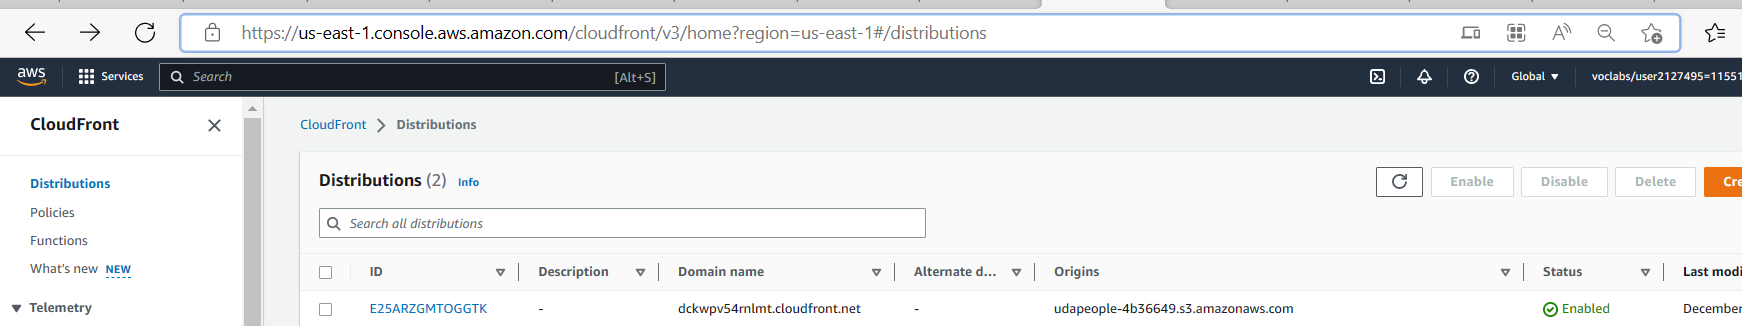 https://us-east-1.console.aws.amazon.com/cloudfront/v3/home?region=us-east-1#/distributions
aws Services Search [Alt+S] Global voclabs/user2127495=11551
CloudFront
CloudFront > Distributions
Distributions (2) Info
Enable Disable Delete Cre
Distributions
Policies
Search all distributions
Functions
What's new NEW
ID Description Domain name Alternate d... Origins Status Last modi
Telemetry
E25ARZGMTOGGTK - dckwpv54rnlmt.cloudfront.net - udapeople-4b36649.s3.amazonaws.com Enabled December